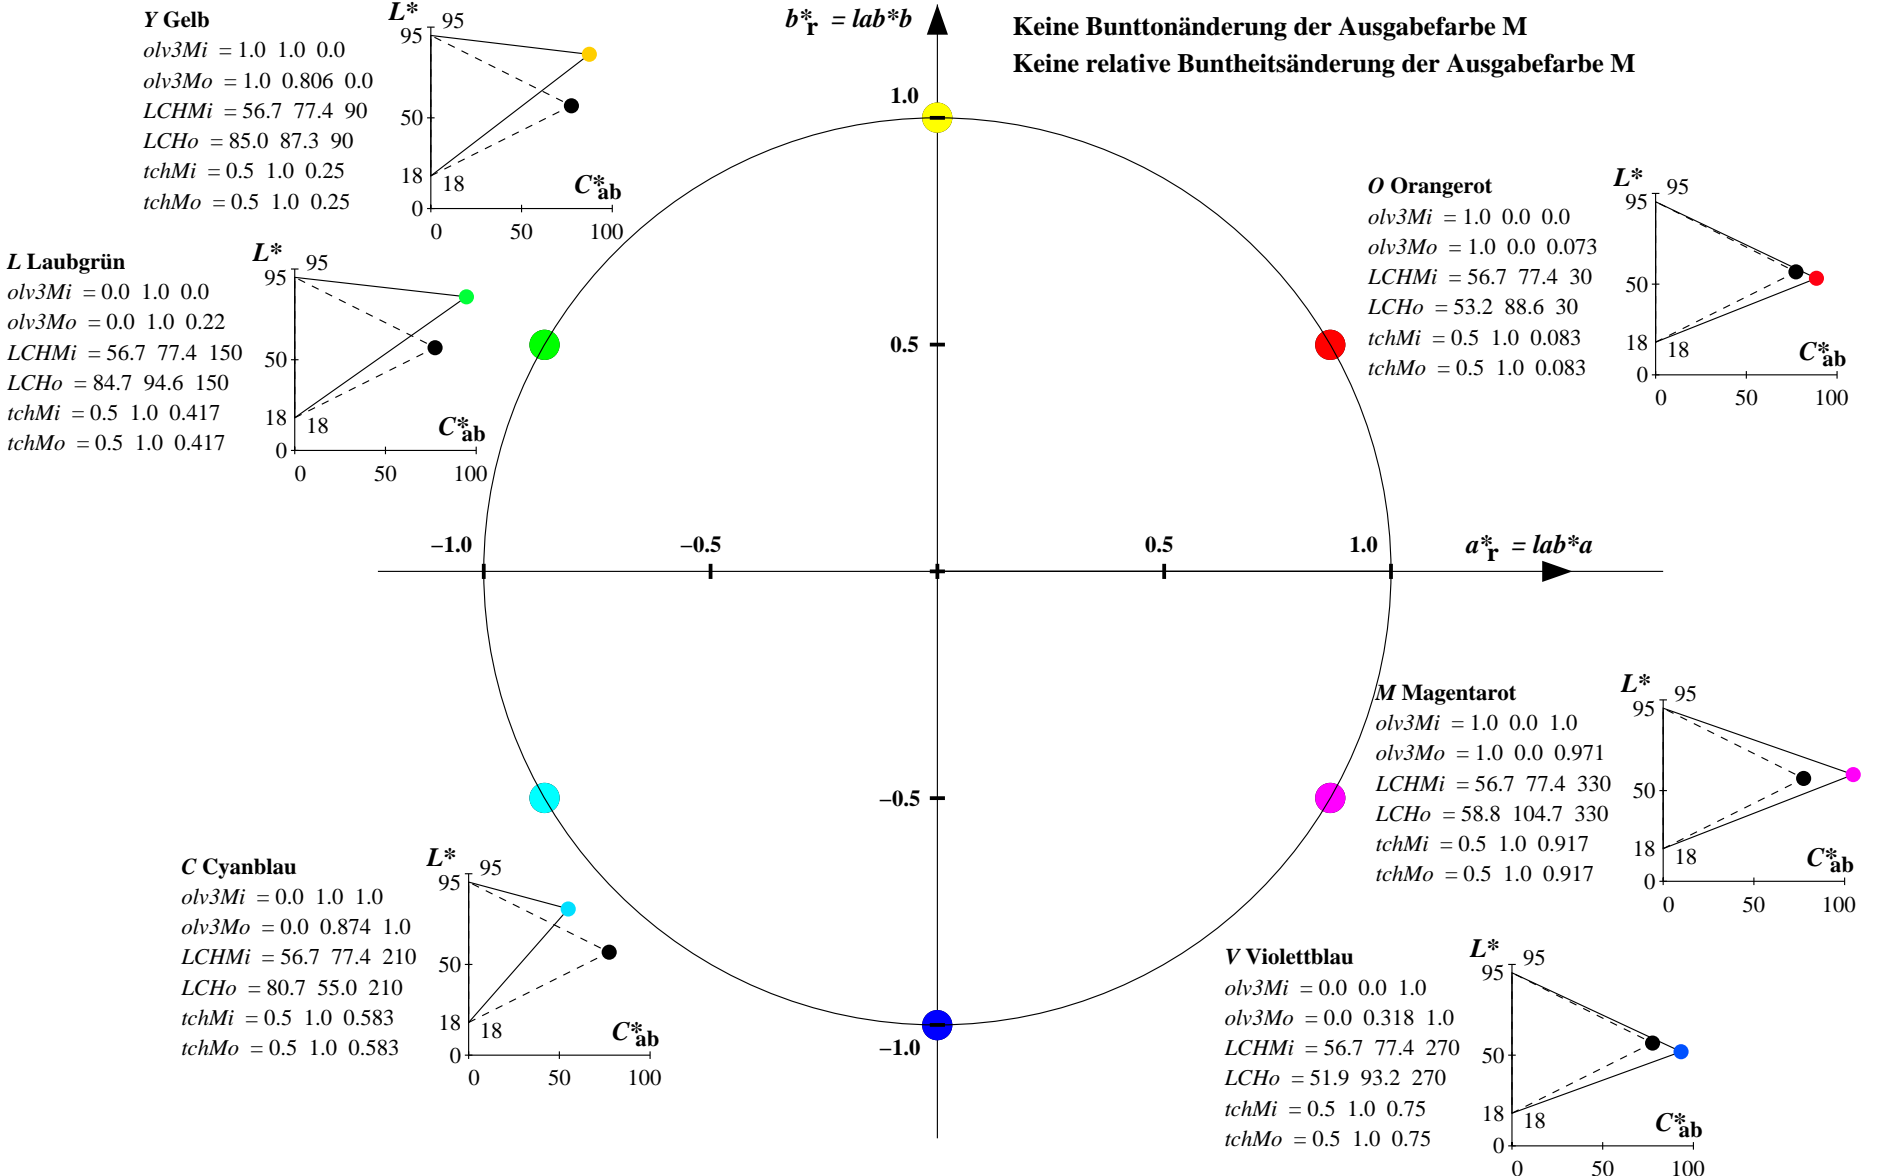 Keine Bunttonänderung der Ausgabefarbe M
Keine relative Buntheitsänderung der Ausgabefarbe M
b*r = lab*b
a*r = lab*a
1.0
0.5
−0.5
−1.0
−1.0
−0.5
0.5
1.0
Y Gelb
olv3Mi = 1.0 1.0 0.0
olv3Mo = 1.0 0.806 0.0
LCHMi = 56.7 77.4 90
LCHo = 85.0 87.3 90
tchMi = 0.5 1.0 0.25
tchMo = 0.5 1.0 0.25
L*
95
95
50
18
18
0
C*ab
0 50 100
L Laubgrün
olv3Mi = 0.0 1.0 0.0
olv3Mo = 0.0 1.0 0.22
LCHMi = 56.7 77.4 150
LCHo = 84.7 94.6 150
tchMi = 0.5 1.0 0.417
tchMo = 0.5 1.0 0.417
L*
95
95
50
18
18
0
C*ab
0 50 100
O Orangerot
olv3Mi = 1.0 0.0 0.0
olv3Mo = 1.0 0.0 0.073
LCHMi = 56.7 77.4 30
LCHo = 53.2 88.6 30
tchMi = 0.5 1.0 0.083
tchMo = 0.5 1.0 0.083
L*
95
95
50
18
18
0
C*ab
0 50 100
M Magentarot
olv3Mi = 1.0 0.0 1.0
olv3Mo = 1.0 0.0 0.971
LCHMi = 56.7 77.4 330
LCHo = 58.8 104.7 330
tchMi = 0.5 1.0 0.917
tchMo = 0.5 1.0 0.917
L*
95
95
50
18
18
0
C*ab
0 50 100
C Cyanblau
olv3Mi = 0.0 1.0 1.0
olv3Mo = 0.0 0.874 1.0
LCHMi = 56.7 77.4 210
LCHo = 80.7 55.0 210
tchMi = 0.5 1.0 0.583
tchMo = 0.5 1.0 0.583
L*
95
95
50
18
18
0
C*ab
0 50 100
V Violettblau
olv3Mi = 0.0 0.0 1.0
olv3Mo = 0.0 0.318 1.0
LCHMi = 56.7 77.4 270
LCHo = 51.9 93.2 270
tchMi = 0.5 1.0 0.75
tchMo = 0.5 1.0 0.75
L*
95
95
50
18
18
0
C*ab
0 50 100